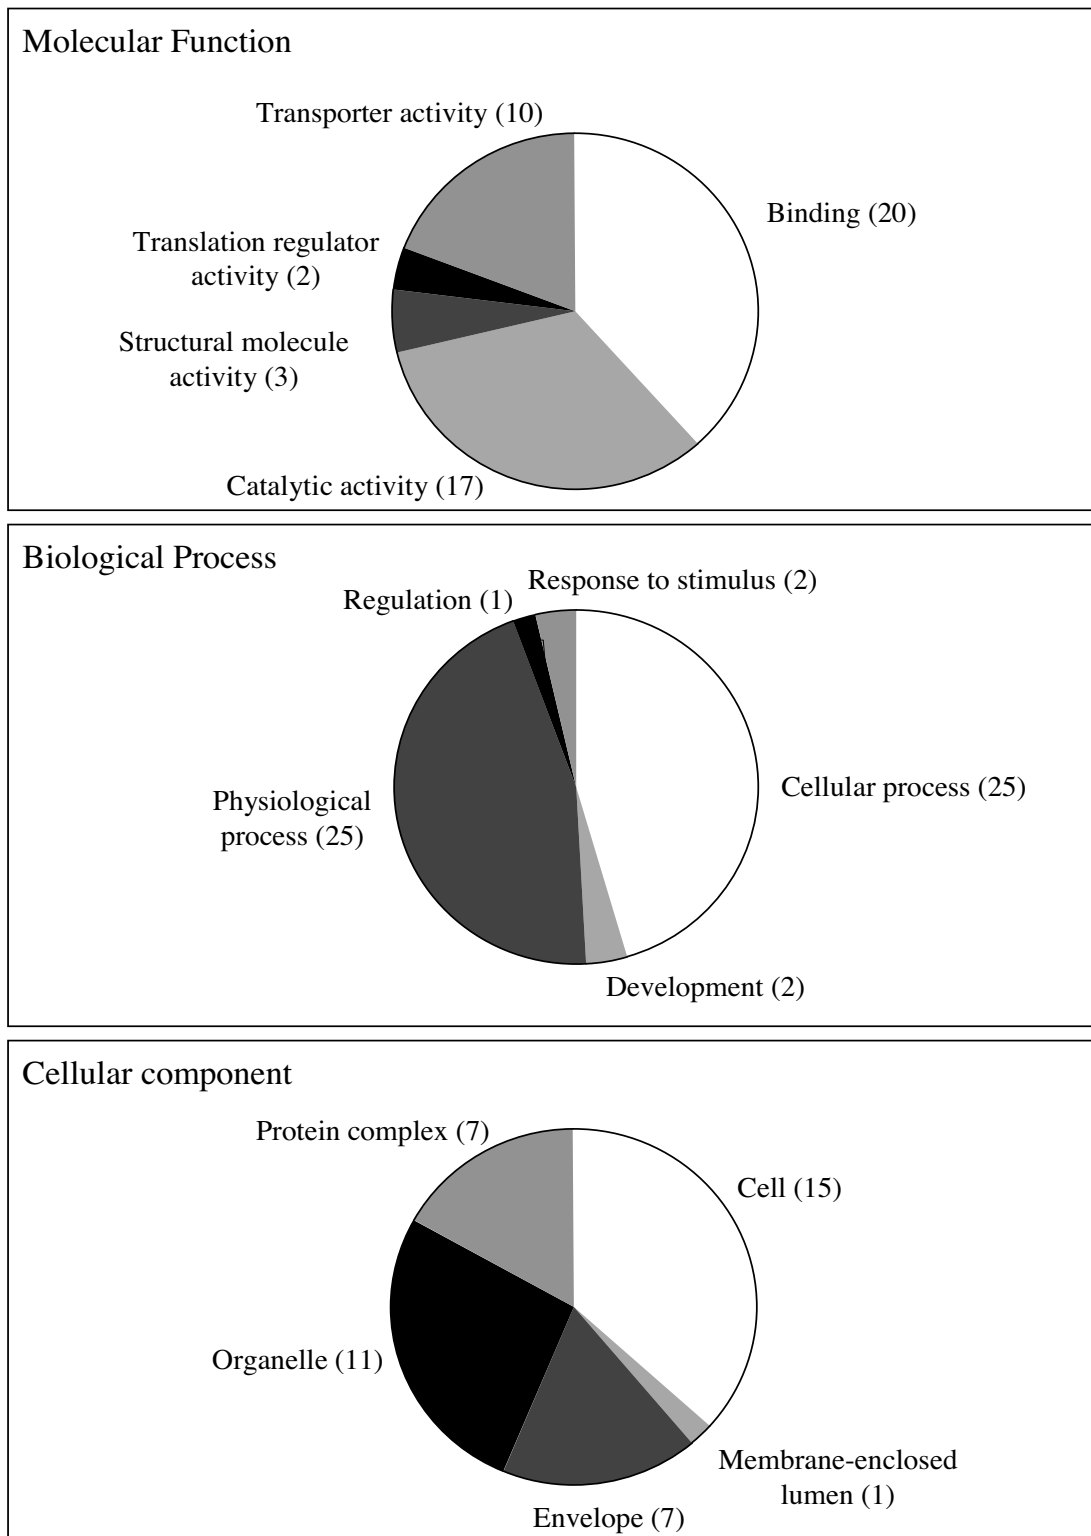 Molecular Function
Transporter activity (10)
Binding (20)
Translation regulator
activity (2)
Structural molecule
activity (3)
Catalytic activity (17)
Biological Process
Response to stimulus (2)
Regulation (1)
Cellular process (25)
Physiological
process (25)
Development (2)
Cellular component
Protein complex (7)
Cell (15)
Organelle (11)
Membrane-enclosed
lumen (1)
Envelope (7)